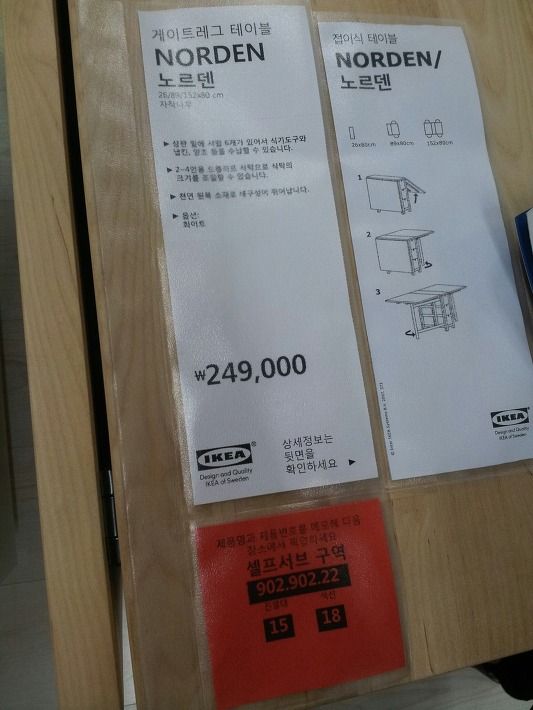 게이트레그 테이블
NORDEN
노르덴
26/89/152x80 cm
자작나무
▶ 상판 밑에 서랍 6개가 있어서 식기도구와
냅킨, 양초 등을 수납할 수 있습니다.
▶ 2-4인용 드롭리프 식탁으로 식탁의
크기를 조절할 수 있습니다.
▶ 천연 원목 소재로 내구성이 뛰어납니다.
▶ 옵션:
화이트
₩249,000
IKEA®
Design and Quality
IKEA of Sweden
상세정보는
뒷면을
확인하세요 ▶
접이식 테이블
NORDEN/
노르덴
26x80cm
89x80cm
152x80cm
1
2
3
IKEA®
Design and Quality
IKEA of Sweden
제품명과 제품번호를 메모해 다음
장소에서 픽업하세요
셀프서브 구역
902.902.22
진열대
섹션
15
18